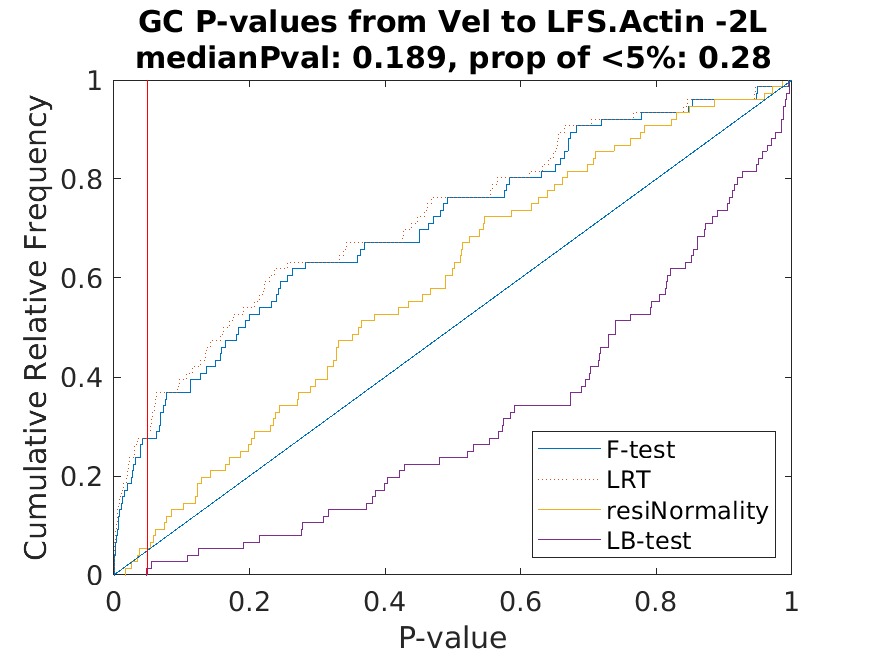 GC P-values from Vel to LFS.Actin -2L
medianPval: 0.189, prop of <5%: 0.28
Cumulative Relative Frequency
1
0.8
0.6
0.4
0.2
0
F-test
LRT
resiNormality
LB-test
0
0.2
0.4
0.6
0.8
1
P-value